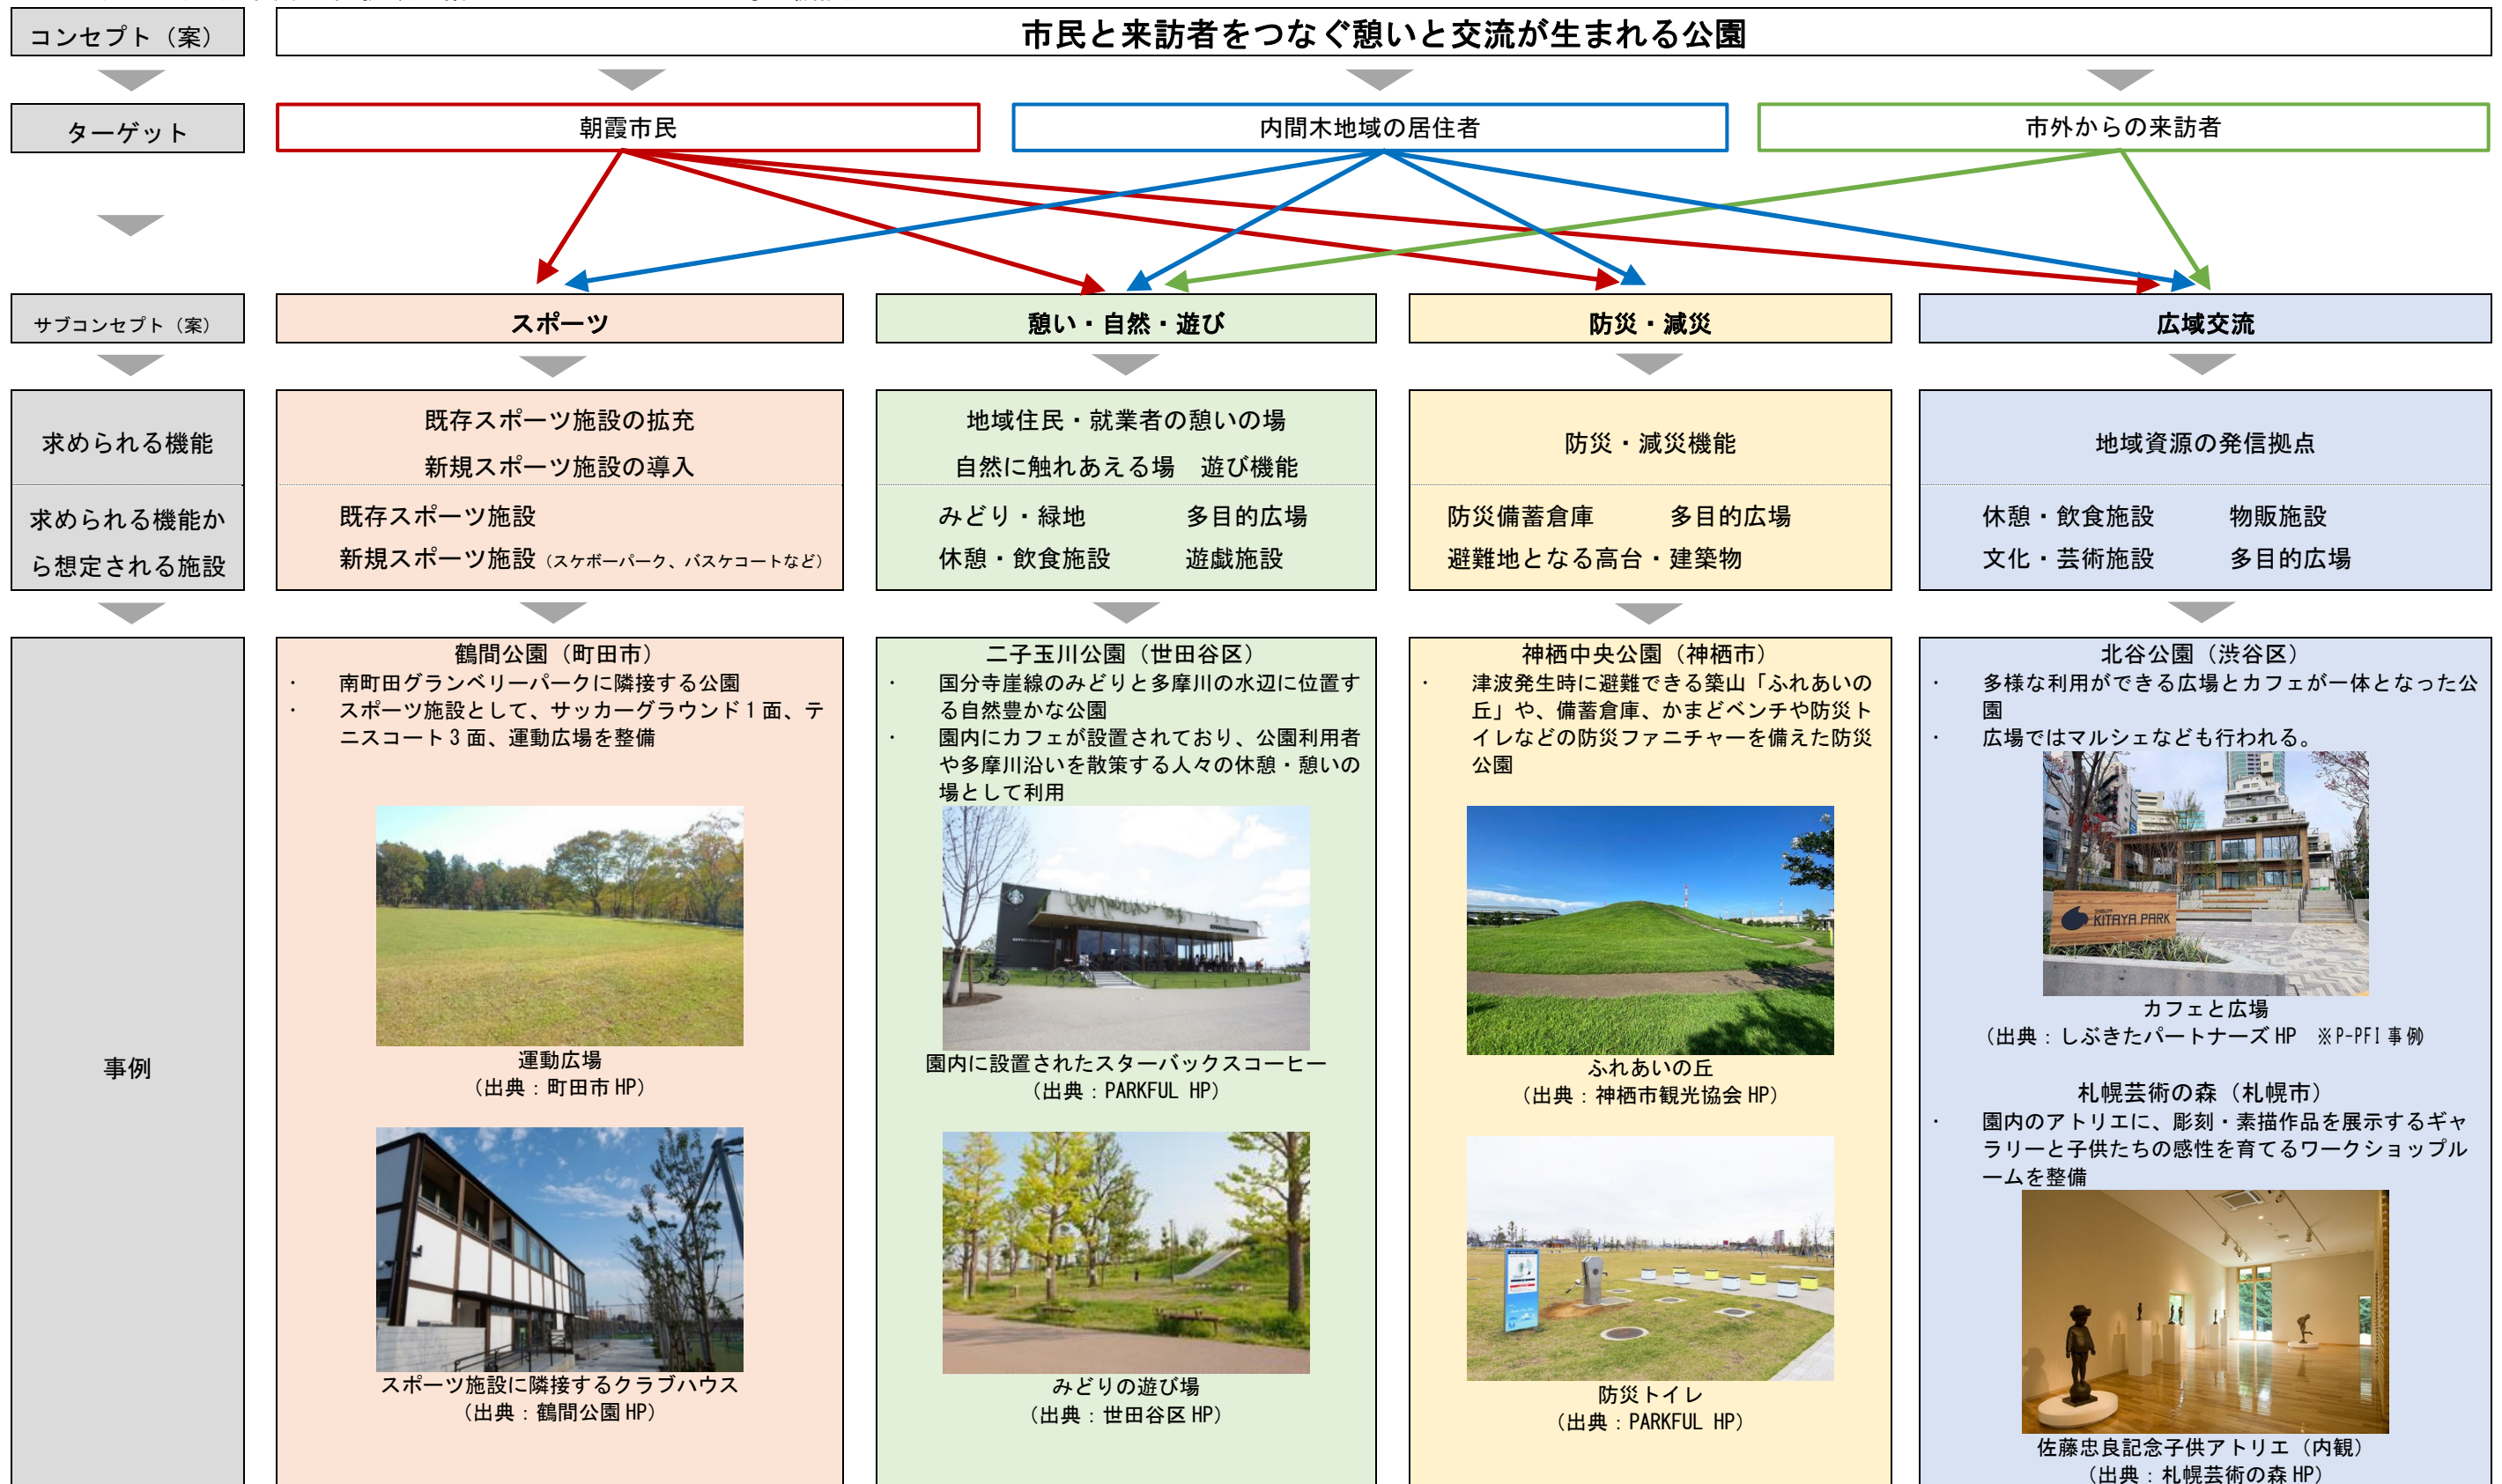 コンセプト（案）
市民と来訪者をつなぐ憩いと交流が生まれる公園
ターゲット
朝霞市民
内間木地域の居住者
市外からの来訪者
サブコンセプト（案）
スポーツ
憩い・自然・遊び
防災・減災
広域交流
求められる機能
既存スポーツ施設の拡充
新規スポーツ施設の導入
地域住民・就業者の憩いの場
自然に触れあえる場　遊び機能
防災・減災機能
地域資源の発信拠点
求められる機能か
ら想定される施設
既存スポーツ施設
新規スポーツ施設（スケボーパーク、バスケコートなど）
みどり・緑地　多目的広場
休憩・飲食施設　遊戯施設
防災備蓄倉庫　多目的広場
避難地となる高台・建築物
休憩・飲食施設　物販施設
文化・芸術施設　多目的広場
事例
鶴間公園（町田市）
・ 南町田グランベリーパークに隣接する公園
・ スポーツ施設として、サッカーグラウンド1面、テ
ニスコート3面、運動広場を整備
運動広場
（出典：町田市HP）
スポーツ施設に隣接するクラブハウス
（出典：鶴間公園HP）
二子玉川公園（世田谷区）
・ 国分寺崖線のみどりと多摩川の水辺に位置す
る自然豊かな公園
・ 園内にカフェが設置されており、公園利用者
や多摩川沿いを散策する人々の休憩・憩いの
場として利用
園内に設置されたスターバックスコーヒー
（出典：PARKFUL HP）
みどりの遊び場
（出典：世田谷区HP）
神栖中央公園（神栖市）
・ 津波発生時に避難できる築山「ふれあいの
丘」や、備蓄倉庫、かまどベンチや防災ト
イレなどの防災ファニチャーを備えた防災
公園
ふれあいの丘
（出典：神栖市観光協会HP）
防災トイレ
（出典：PARKFUL HP）
北谷公園（渋谷区）
・ 多様な利用ができる広場とカフェが一体となった公
園
・ 広場ではマルシェなども行われる。
KITAYA PARK
カフェと広場
（出典：しぶきたパートナーズHP　※P-PFI事例）
札幌芸術の森（札幌市）
・ 園内のアトリエに、彫刻・素描作品を展示するギャ
ラリーと子供たちの感性を育てるワークショップル
ームを整備
佐藤忠良記念子供アトリエ（内観）
（出典：札幌芸術の森HP）